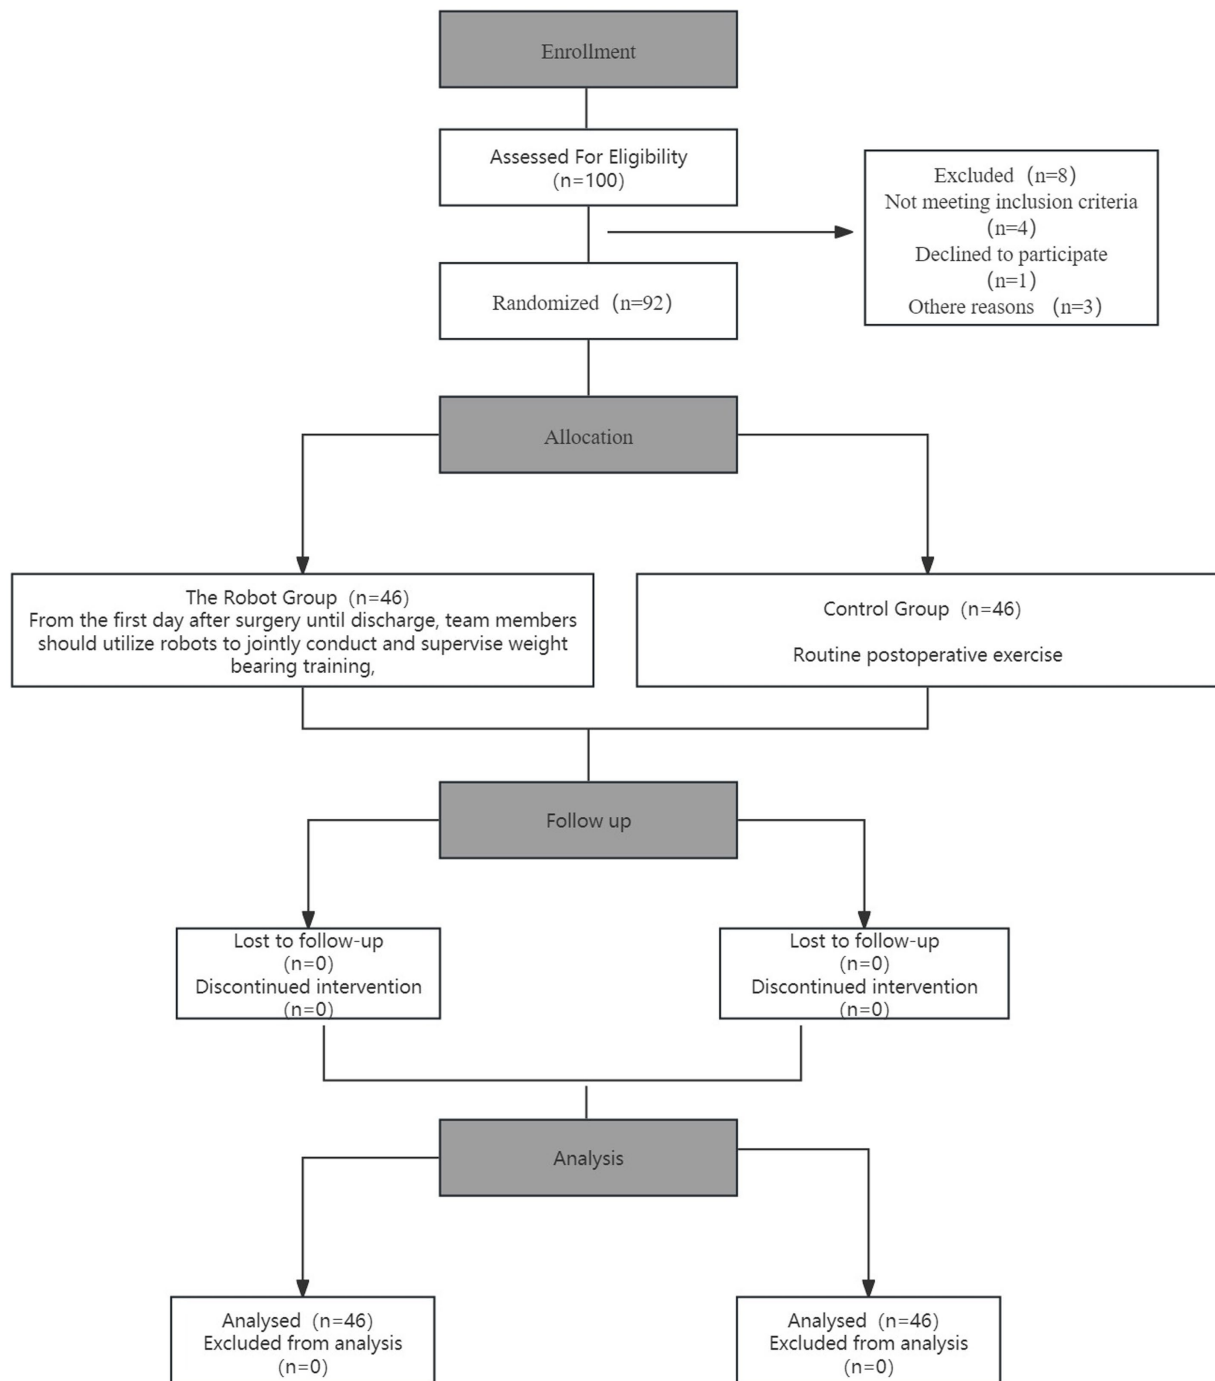 Enrollment
Assessed For Eligibility
(n=100)
Excluded（n=8）
Not meeting inclusion criteria
（n=4）
Declined to participate
（n=1）
Othere reasons （n=3）
Randomized（n=92）
Allocation
The Robot Group（n=46）
From the first day after surgery until discharge, team members
should utilize robots to jointly conduct and supervise weight
bearing training,
Control Group（n=46）
Routine postoperative exercise
Follow up
Lost to follow-up
(n=0)
Discontinued intervention
(n=0)
Lost to follow-up
(n=0)
Discontinued intervention
(n=0)
Analysis
Analysed（n=46）
Excluded from analysis
(n=0)
Analysed（n=46）
Excluded from analysis
(n=0)